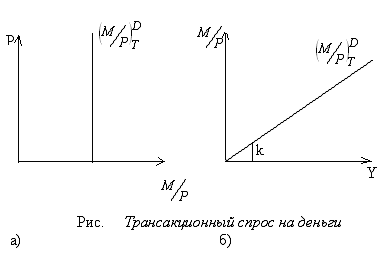 P
(M/P)^D_T
M/P
M/P
(M/P)^D_T
k
Y
Рис. Трансакционный спрос на деньги
а) б)